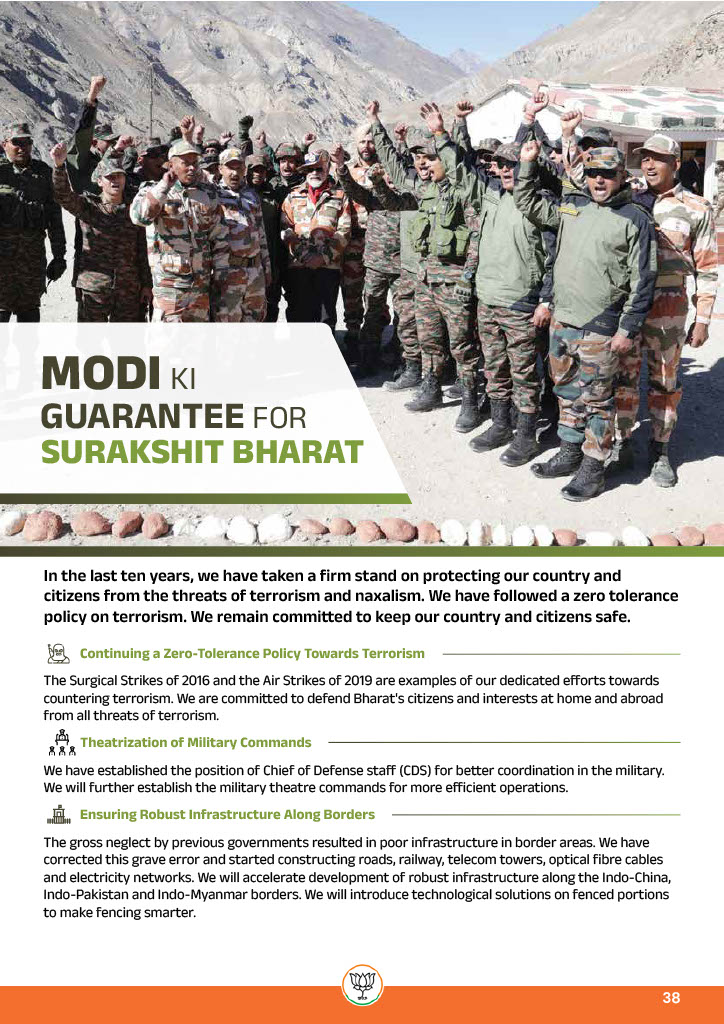 MODI KI
GUARANTEE FOR
SURAKSHIT BHARAT
In the last ten years, we have taken a firm stand on protecting our country and
citizens from the threats of terrorism and naxalism. We have followed a zero tolerance
policy on terrorism. We remain committed to keep our country and citizens safe.
Continuing a Zero-Tolerance Policy Towards Terrorism
The Surgical Strikes of 2016 and the Air Strikes of 2019 are examples of our dedicated efforts towards
countering terrorism. We are committed to defend Bharat's citizens and interests at home and abroad
from all threats of terrorism.
Theatrization of Military Commands
We have established the position of Chief of Defense staff (CDS) for better coordination in the military.
We will further establish the military theatre commands for more efficient operations.
Ensuring Robust Infrastructure Along Borders
The gross neglect by previous governments resulted in poor infrastructure in border areas. We have
corrected this grave error and started constructing roads, railway, telecom towers, optical fibre cables
and electricity networks. We will accelerate development of robust infrastructure along the Indo-China,
Indo-Pakistan and Indo-Myanmar borders. We will introduce technological solutions on fenced portions
to make fencing smarter.
38